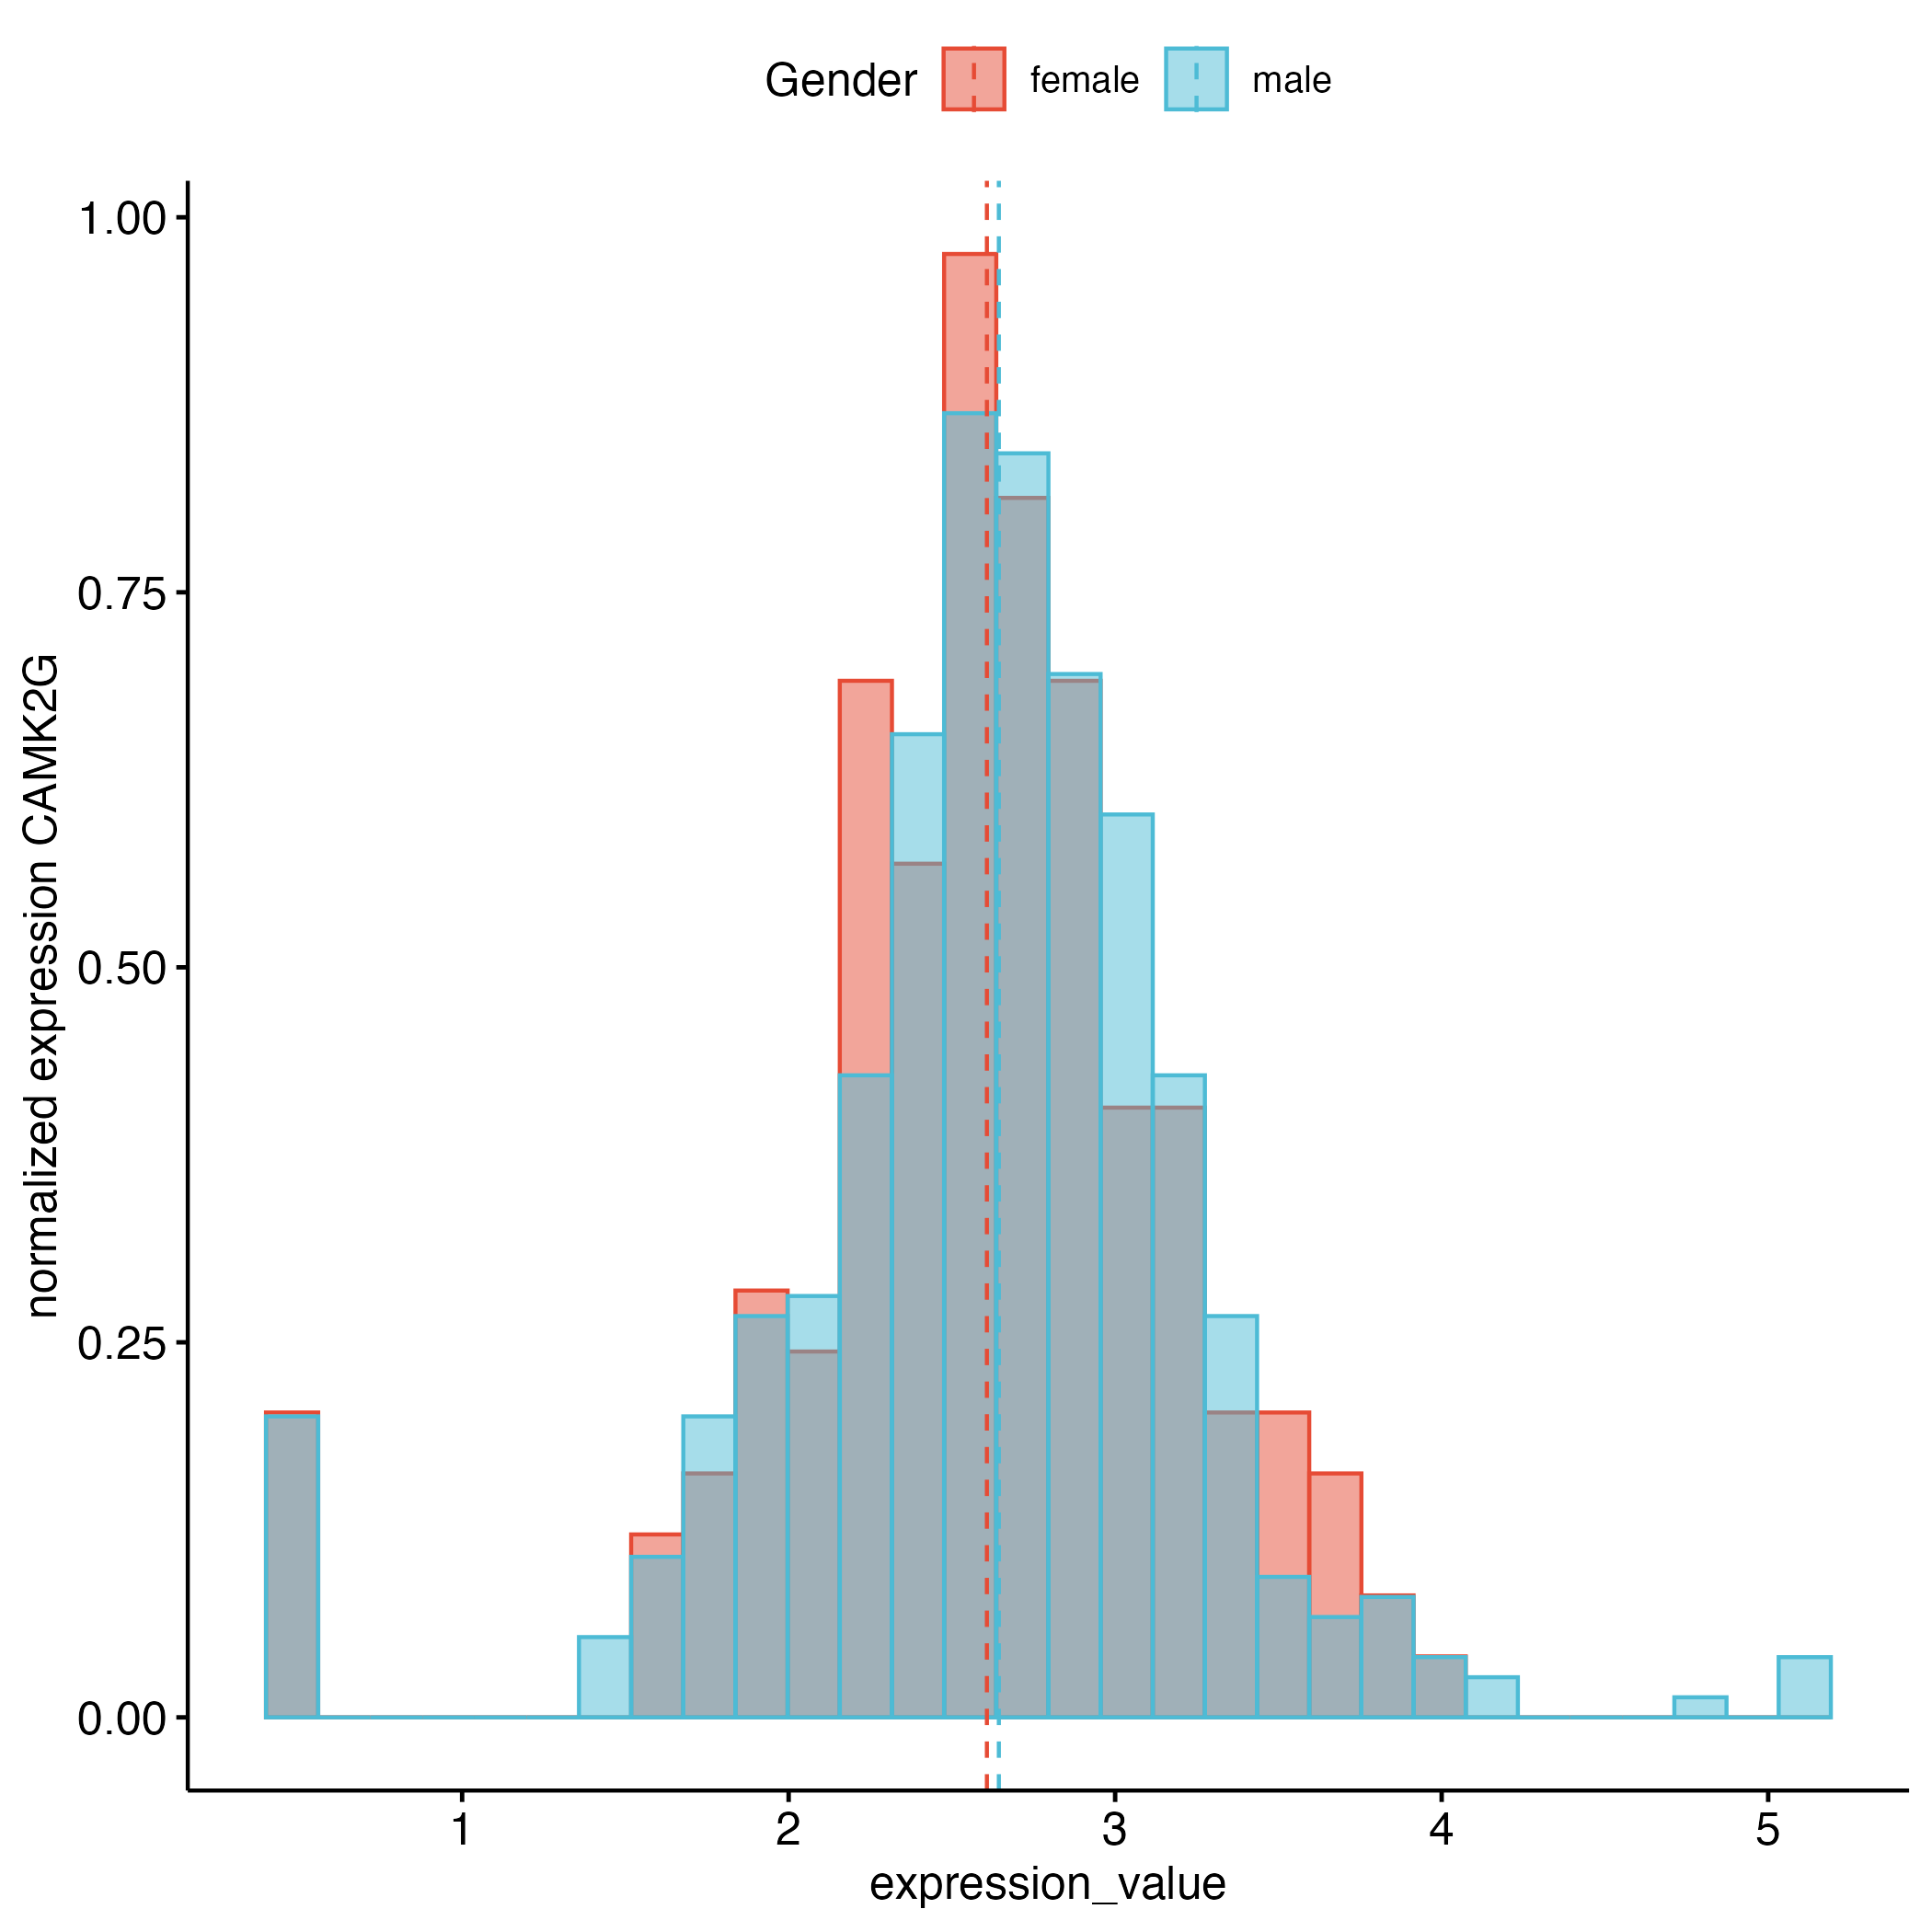 Gender female male
1.00
0.75
0.50
0.25
0.00
normalized expression CAMK2G
1 2 3 4 5
expression_value